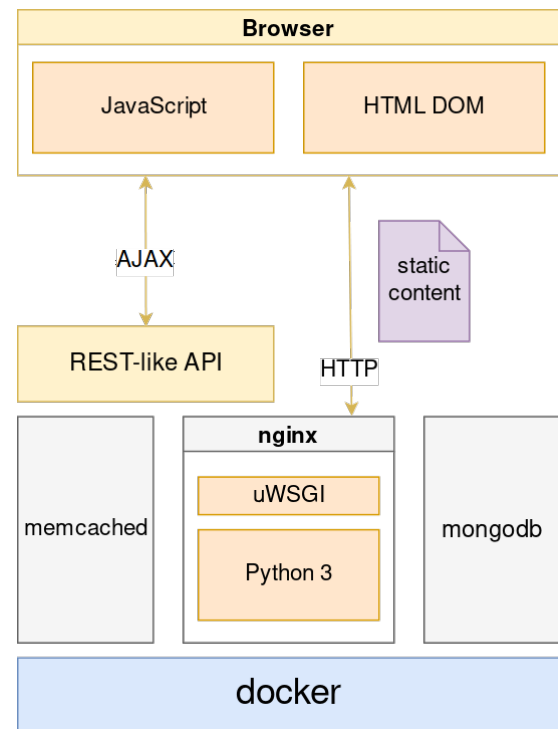 Browser
JavaScript
HTML DOM
AJAX
static
content
REST-like API
HTTP
memcached
nginx
uWSGI
Python 3
mongodb
docker